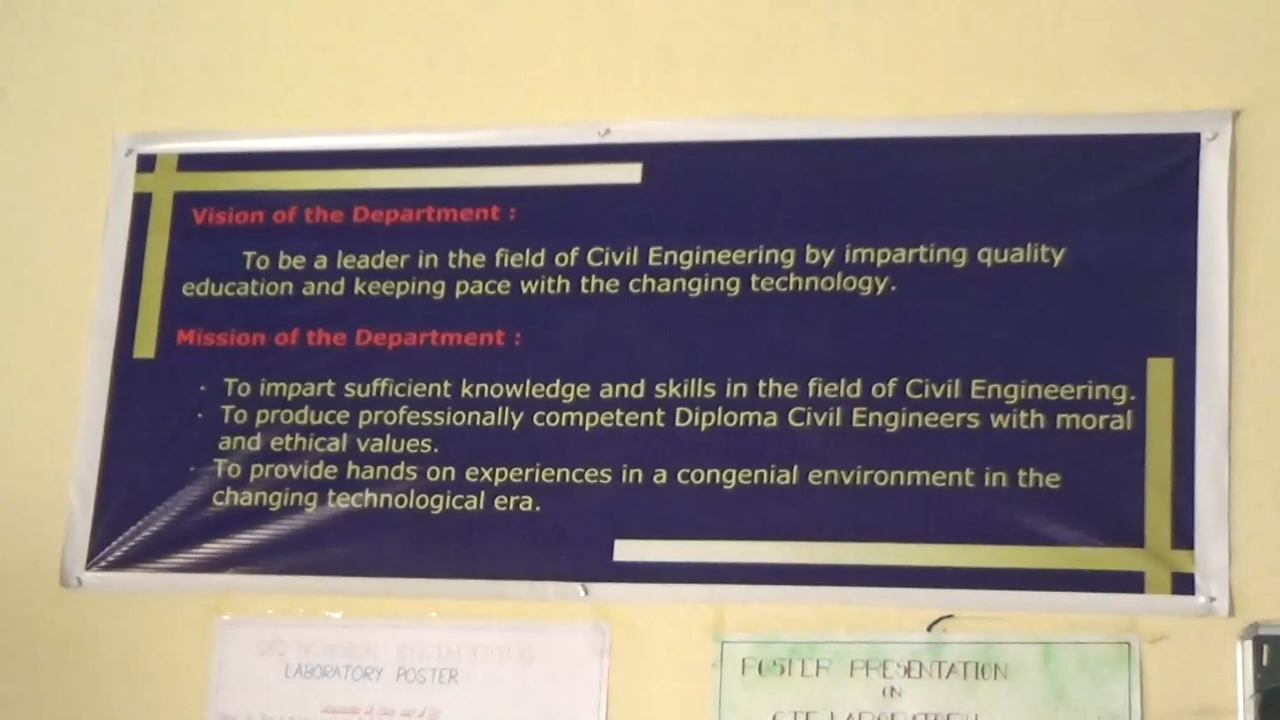 Vision of the Department :
To be a leader in the field of Civil Engineering by imparting quality
education and keeping pace with the changing technology.
Mission of the Department :
· To impart sufficient knowledge and skills in the field of Civil Engineering.
· To produce professionally competent Diploma Civil Engineers with moral
and ethical values.
· To provide hands on experiences in a congenial environment in the
changing technological era.
LABORATORY POSTER
POSTER PRESENTATION
IN
LABORATORY